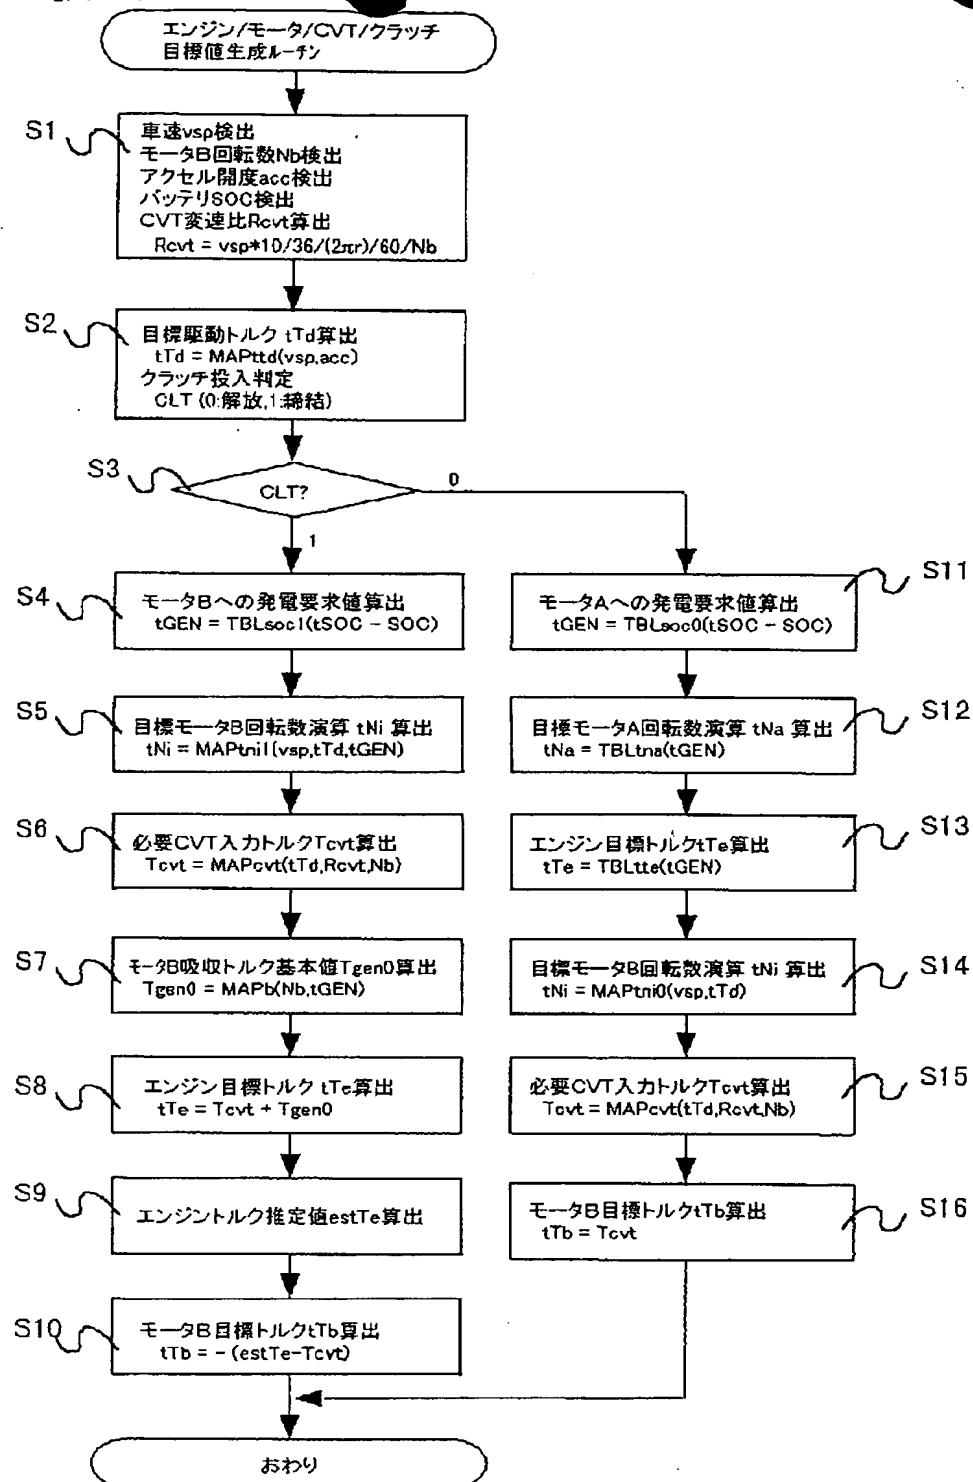 エンジン/モータ/CVT/クラッチ
目標値生成ルーチン
S1
車速vsp検出
モータB回転数Nb検出
アクセル開度acc検出
バッテリSOC検出
CVT変速比Rcvt算出
Rcvt = vsp*10/36/(2πr)/60/Nb
S2
目標駆動トルク tTd算出
tTd = MAPttd(vsp,acc)
クラッチ投入判定
CLT (0:解放,1:締結)
S3
CLT?
0
1
S4
モータBへの発電要求値算出
tGEN = TBLsoc1(tSOC - SOC)
S5
目標モータB回転数演算 tNi 算出
tNi = MAPtni1(vsp,tTd,tGEN)
S6
必要CVT入力トルクTcvt算出
Tcvt = MAPcvt(tTd,Rcvt,Nb)
S7
モータB吸収トルク基本値Tgen0算出
Tgen0 = MAPb(Nb,tGEN)
S8
エンジン目標トルク tTe算出
tTe = Tcvt + Tgen0
S9
エンジントルク推定値estTe算出
S10
モータB目標トルクtTb算出
tTb = - (estTe-Tcvt)
S11
モータAへの発電要求値算出
tGEN = TBLsoc0(tSOC - SOC)
S12
目標モータA回転数演算 tNa 算出
tNa = TBLtna(tGEN)
S13
エンジン目標トルクtTe算出
tTe = TBLtte(tGEN)
S14
目標モータB回転数演算 tNi 算出
tNi = MAPtni0(vsp,tTd)
S15
必要CVT入力トルクTcvt算出
Tcvt = MAPcvt(tTd,Rcvt,Nb)
S16
モータB目標トルクtTb算出
tTb = Tcvt
おわり